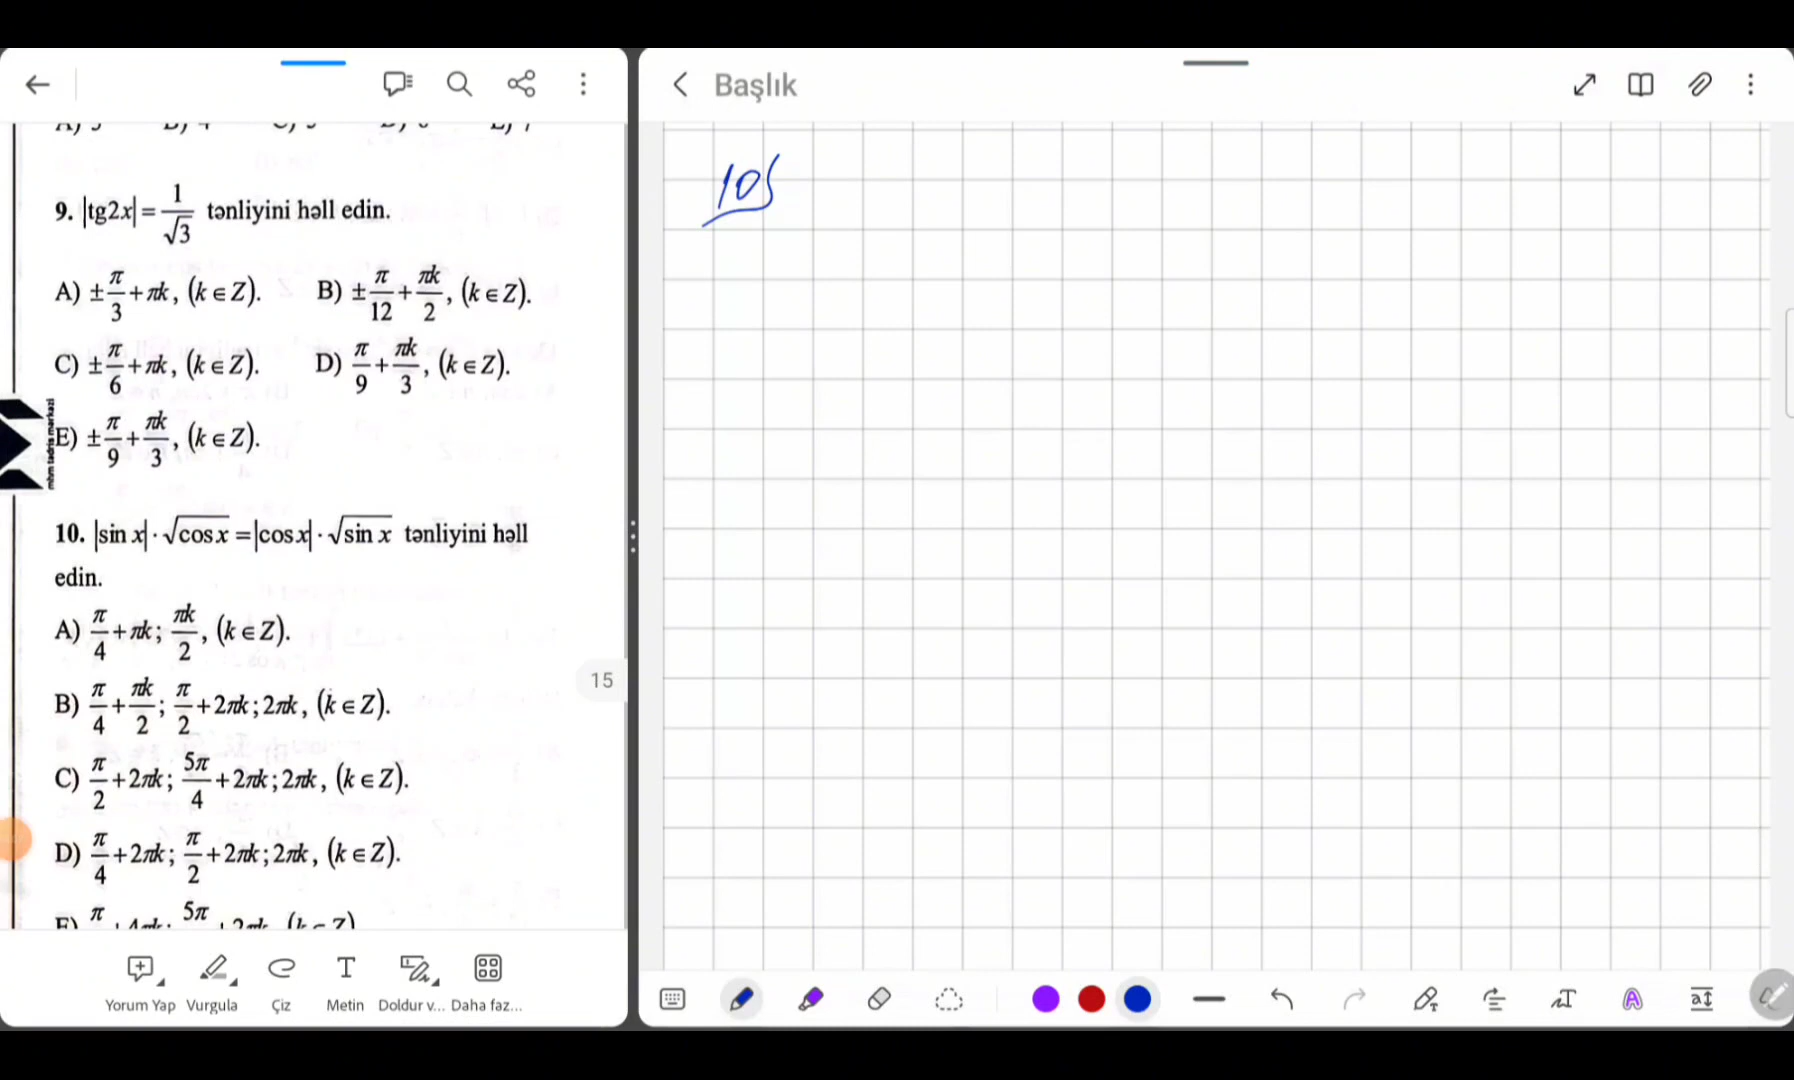 Başlık
9. |tg2x| = 1/√3 tənliyini həll edin.
A) ±π/3 + πk, (k ∈ Z). B) ±π/12 + πk/2, (k ∈ Z).
C) ±π/6 + πk, (k ∈ Z). D) π/9 + πk/3, (k ∈ Z).
E) ±π/9 + πk/3, (k ∈ Z).
10. |sin x| · √cos x = |cos x| · √sin x tənliyini həll
edin.
A) π/4 + πk; πk/2, (k ∈ Z).
B) π/4 + πk/2; π/2 + 2πk; 2πk, (k ∈ Z).
C) π/2 + 2πk; 5π/4 + 2πk; 2πk, (k ∈ Z).
D) π/4 + 2πk; π/2 + 2πk; 2πk, (k ∈ Z).
15
Yorum Yap Vurgula Çiz Metin Doldur v... Daha faz...